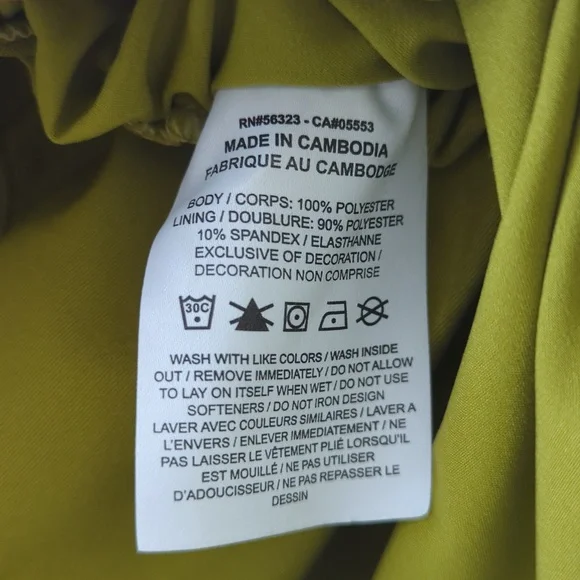 RN#56323 - CA#05553
MADE IN CAMBODIA
FABRIQUE AU CAMBODGE
BODY / CORPS: 100% POLYESTER
LINING / DOUBLURE: 90% POLYESTER
10% SPANDEX / ELASTHANNE
EXCLUSIVE OF DECORATION /
DECORATION NON COMPRISE
30C
WASH WITH LIKE COLORS / WASH INSIDE
OUT / REMOVE IMMEDIATELY / DO NOT ALLOW
TO LAY ON ITSELF WHEN WET / DO NOT USE
SOFTENERS / DO NOT IRON DESIGN
LAVER AVEC COULEURS SIMILAIRES / LAVER A
L'ENVERS / ENLEVER IMMEDIATEMENT / NE
PAS LAISSER LE VÊTEMENT PLIÉ LORSQU'IL
EST MOUILLÉ / NE PAS UTILISER
D'ADOUCISSEUR / NE PAS REPASSER LE
DESSIN